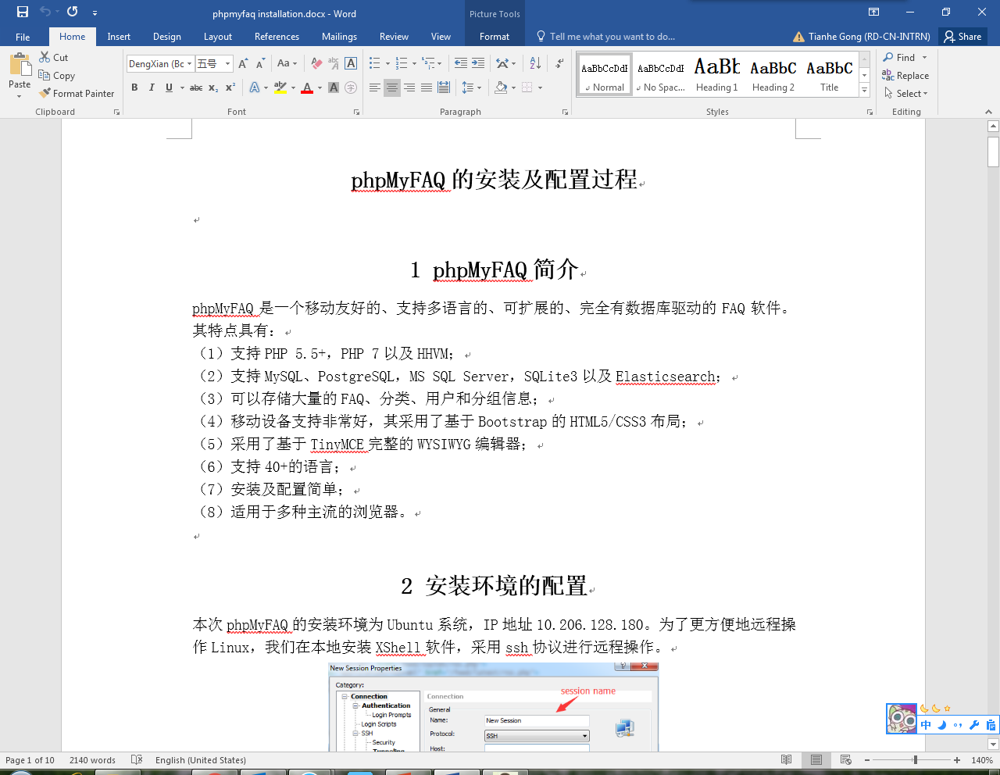 phpmyfaq installation.docx - Word
Picture Tools
File
Home
Insert
Design
Layout
References
Mailings
Review
View
Format
Tell me what you want to do...
Tianhe Gong (RD-CN-INTRN)
Share
Paste
Cut
Copy
Format Painter
Clipboard
DengXian (Bc
五号
Font
Paragraph
AaBbCcDdE
Normal
AaBbCcDdE
No Spac...
AaBb
Heading 1
AaBbC
Heading 2
AaBbC
Title
Styles
Find
Replace
Select
Editing
phpMyFAQ 的安装及配置过程
1 phpMyFAQ 简介
phpMyFAQ 是一个移动友好的、支持多语言的、可扩展的、完全有数据库驱动的 FAQ 软件。
其特点具有：
（1）支持 PHP 5.5+，PHP 7 以及 HHVM；
（2）支持 MySQL、PostgreSQL，MS SQL Server，SQLite3 以及 Elasticsearch；
（3）可以存储大量的 FAQ、分类、用户和分组信息；
（4）移动设备支持非常好，其采用了基于 Bootstrap 的 HTML5/CSS3 布局；
（5）采用了基于 TinyMCE 完整的 WYSIWYG 编辑器；
（6）支持 40+的语言；
（7）安装及配置简单；
（8）适用于多种主流的浏览器。
2 安装环境的配置
本次 phpMyFAQ 的安装环境为 Ubuntu 系统，IP 地址 10.206.128.180。为了更方便地远程操
作 Linux，我们在本地安装 XShell 软件，采用 ssh 协议进行远程操作。
New Session Properties
Category:
Connection
Authentication
Login Prompts
Login Scripts
SSH
Security
Tunneling
Connection
session name
General
Name:
New Session
Protocol:
SSH
Host:
中
Page 1 of 10
2140 words
English (United States)
140%